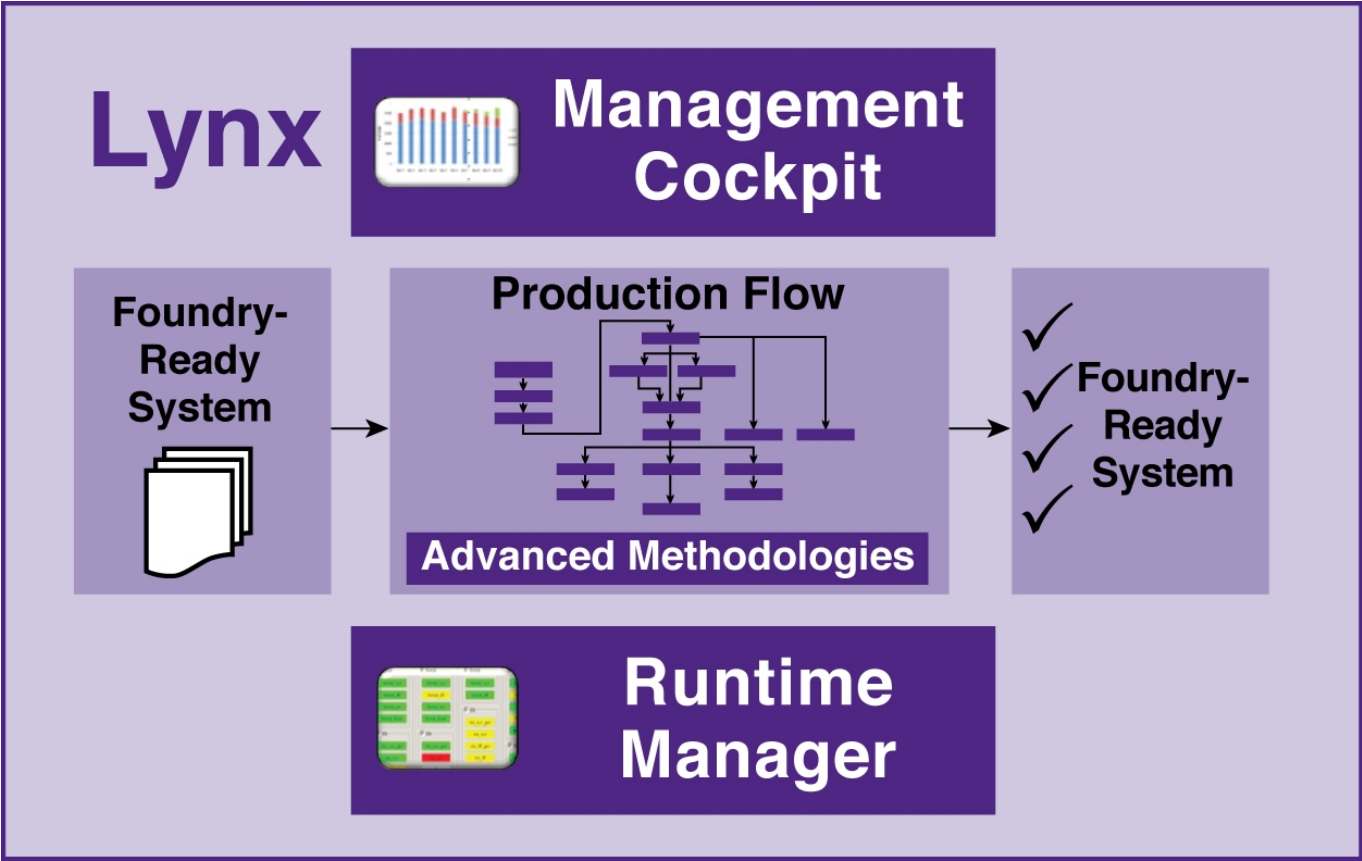 Lynx
Management
Cockpit
Foundry-
Ready
System
Production Flow
Advanced Methodologies
Foundry-
Ready
System
Runtime
Manager